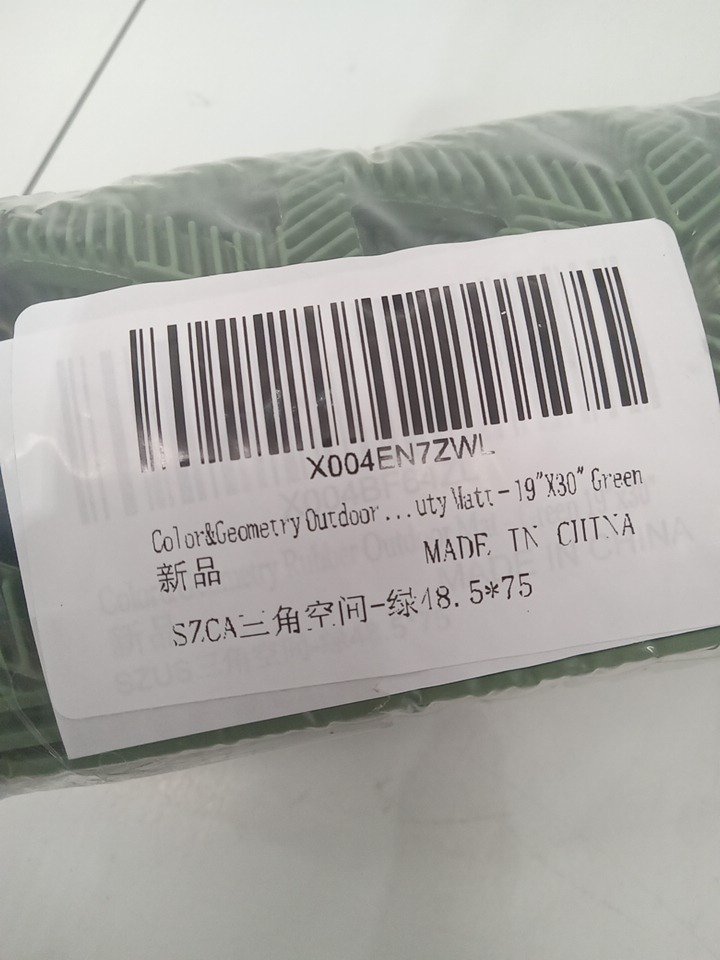 X004EN7ZWL
Color&Geometry Outdoor ...uty Matt-19"X30" Green
新品
MADE IN CHINA
SZCA三角空间-绿48.5*75